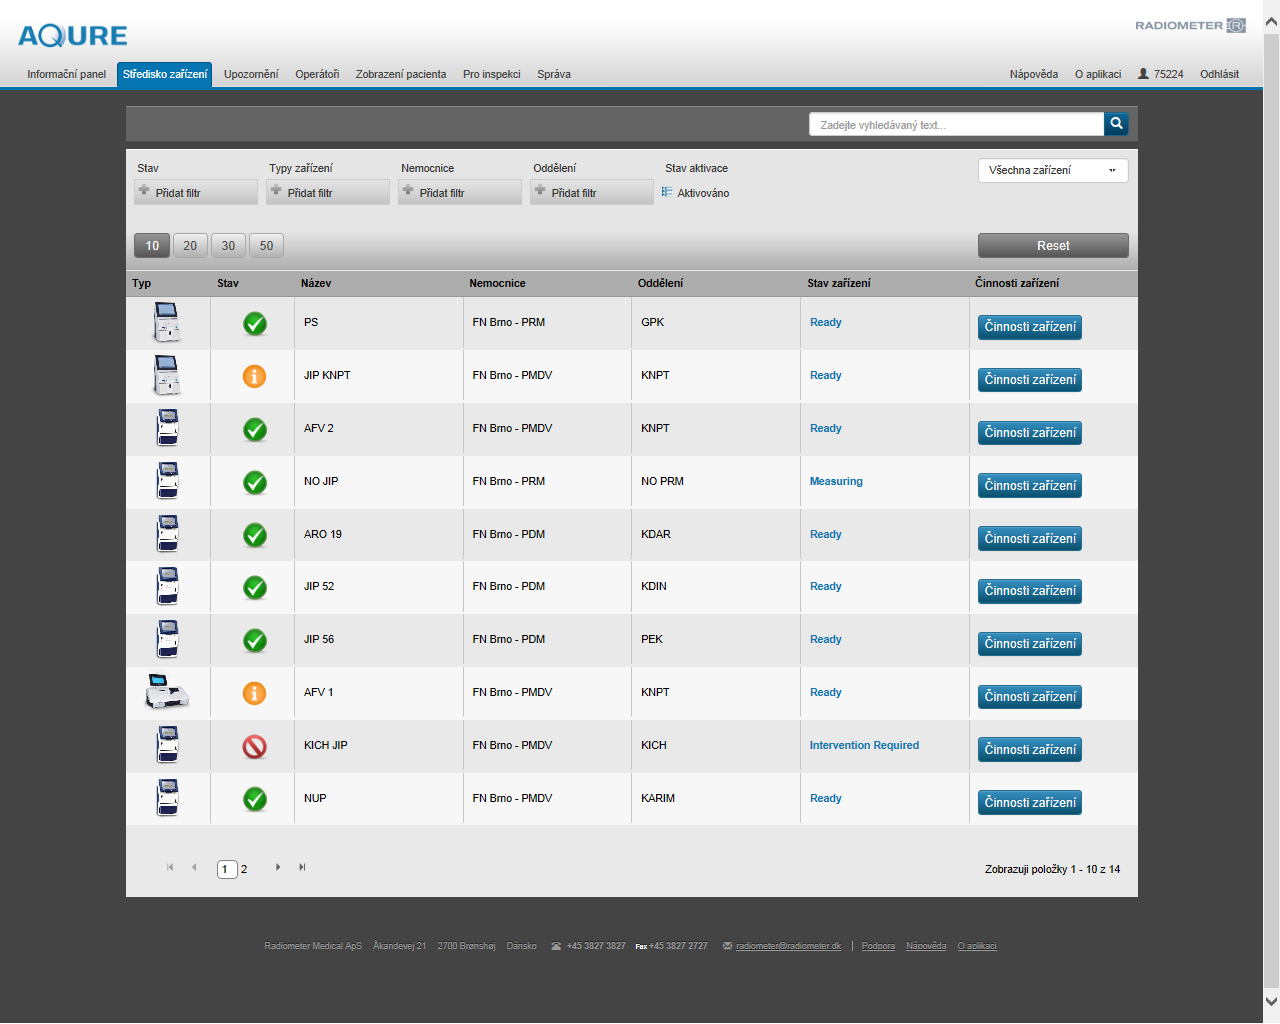 AQURE
RADIOMETER R
Informační panel Středisko zařízení Upozornění Operátoři Zobrazení pacienta Pro inspekci Správa Nápověda O aplikaci 75224 Odhlásit
Zadejte vyhledávaný text...
Stav Typy zařízení Nemocnice Oddělení Stav aktivace
Všechna zařízení
Přidat filtr Přidat filtr Přidat filtr Přidat filtr Aktivováno
10 20 30 50 Reset
Typ Stav Název Nemocnice Oddělení Stav zařízení Činnosti zařízení
PS FN Brno - PRM GPK Ready Činnosti zařízení
JIP KNPT FN Brno - PMDV KNPT Ready Činnosti zařízení
AFV 2 FN Brno - PMDV KNPT Ready Činnosti zařízení
NO JIP FN Brno - PRM NO PRM Measuring Činnosti zařízení
ARO 19 FN Brno - PDM KDAR Ready Činnosti zařízení
JIP 52 FN Brno - PDM KDIN Ready Činnosti zařízení
JIP 56 FN Brno - PDM PEK Ready Činnosti zařízení
AFV 1 FN Brno - PMDV KNPT Ready Činnosti zařízení
KICH JIP FN Brno - PMDV KICH Intervention Required Činnosti zařízení
NUP FN Brno - PMDV KARIM Ready Činnosti zařízení
1 2 Zobrazuji položky 1 - 10 z 14
Radiometer Medical ApS Åkandevej 21 2700 Brønshøj Dánsko +45 3827 3827 Fax +45 3827 2727 radiometer@radiometer.dk | Podpora Nápověda O aplikaci